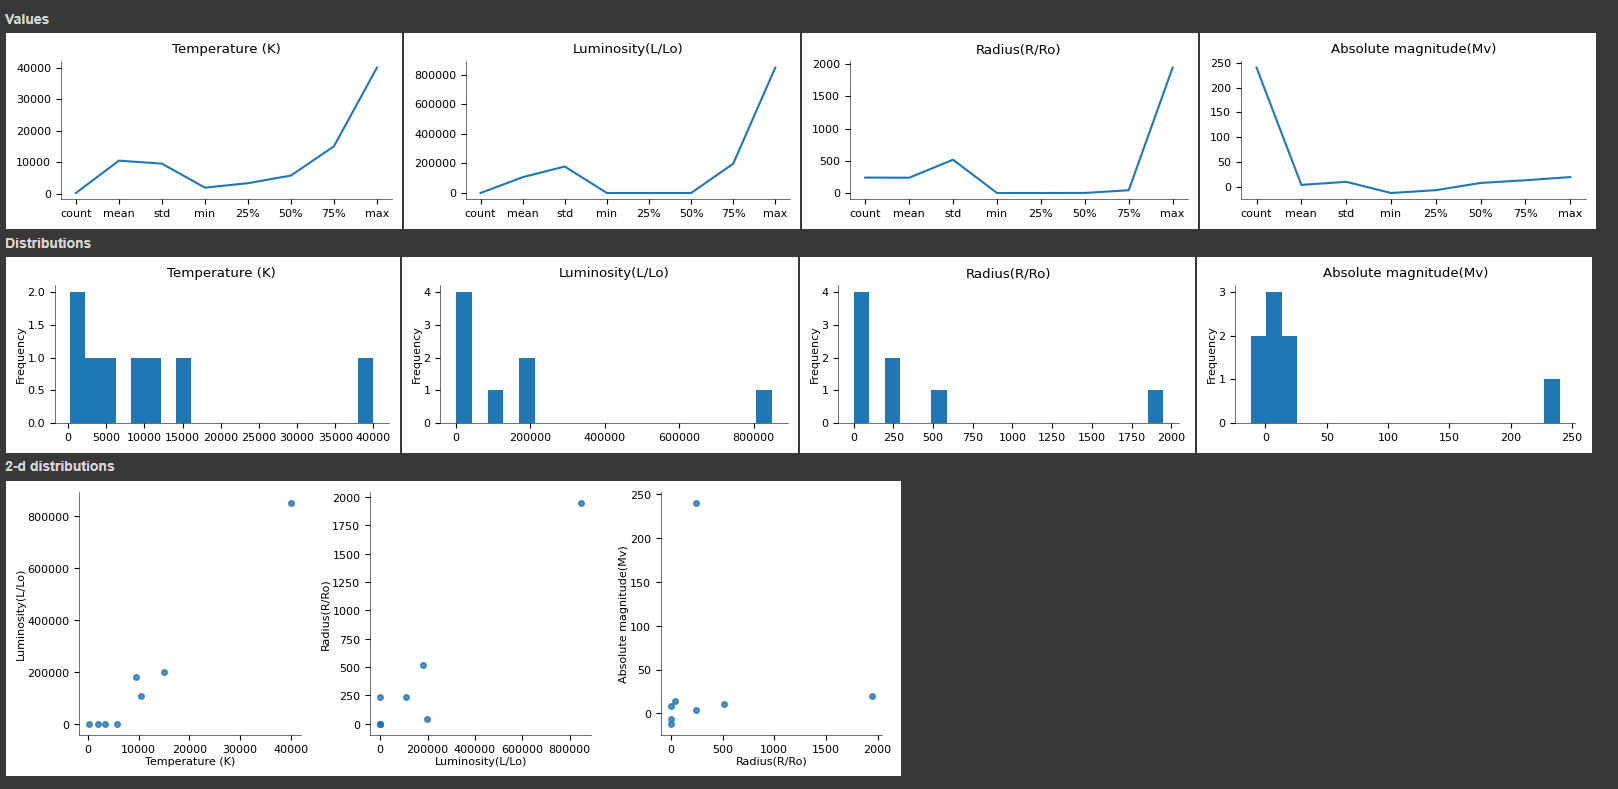 Values
Temperature (K)
40000
30000
20000
10000
0
count mean std min 25% 50% 75% max
Luminosity(L/Lo)
800000
600000
400000
200000
0
count mean std min 25% 50% 75% max
Radius(R/Ro)
2000
1500
1000
500
0
count mean std min 25% 50% 75% max
Absolute magnitude(Mv)
250
200
150
100
50
0
count mean std min 25% 50% 75% max
Distributions
Temperature (K)
Frequency
2.0
1.5
1.0
0.5
0.0
0 5000 10000 15000 20000 25000 30000 35000 40000
Luminosity(L/Lo)
Frequency
4
3
2
1
0
0 200000 400000 600000 800000
Radius(R/Ro)
Frequency
4
3
2
1
0
0 250 500 750 1000 1250 1500 1750 2000
Absolute magnitude(Mv)
Frequency
3
2
1
0
0 50 100 150 200 250
2-d distributions
Luminosity(L/Lo)
800000
600000
400000
200000
0
0 10000 20000 30000 40000
Temperature (K)
Radius(R/Ro)
2000
1750
1500
1250
1000
750
500
250
0
0 200000 400000 600000 800000
Luminosity(L/Lo)
Absolute magnitude(Mv)
250
200
150
100
50
0
0 500 1000 1500 2000
Radius(R/Ro)